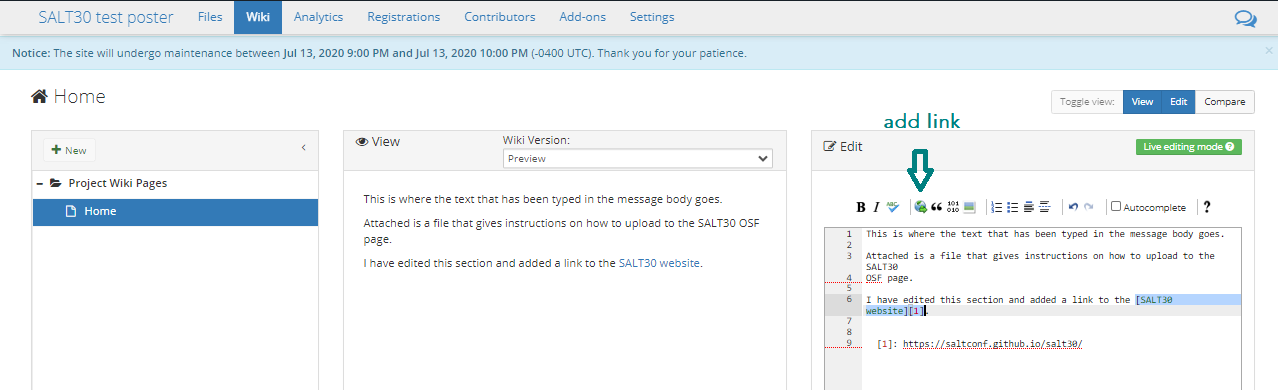 SALT30 test poster Files Wiki Analytics Registrations Contributors Add-ons Settings
Notice: The site will undergo maintenance between Jul 13, 2020 9:00 PM and Jul 13, 2020 10:00 PM (-0400 UTC). Thank you for your patience. ×
Home
Toggle view: View Edit Compare
add link
New
View
Wiki Version:
Preview
Edit
Live editing mode
Project Wiki Pages
Home
This is where the text that has been typed in the message body goes.
Attached is a file that gives instructions on how to upload to the SALT30 OSF
page.
I have edited this section and added a link to the SALT30 website.
B I ABC 101 010 Autocomplete ?
1 This is where the text that has been typed in the message body goes.
2
3 Attached is a file that gives instructions on how to upload to the
SALT30
4 OSF page.
5
6 I have edited this section and added a link to the [SALT30
website][1].
7
8
9 [1]: https://saltconf.github.io/salt30/